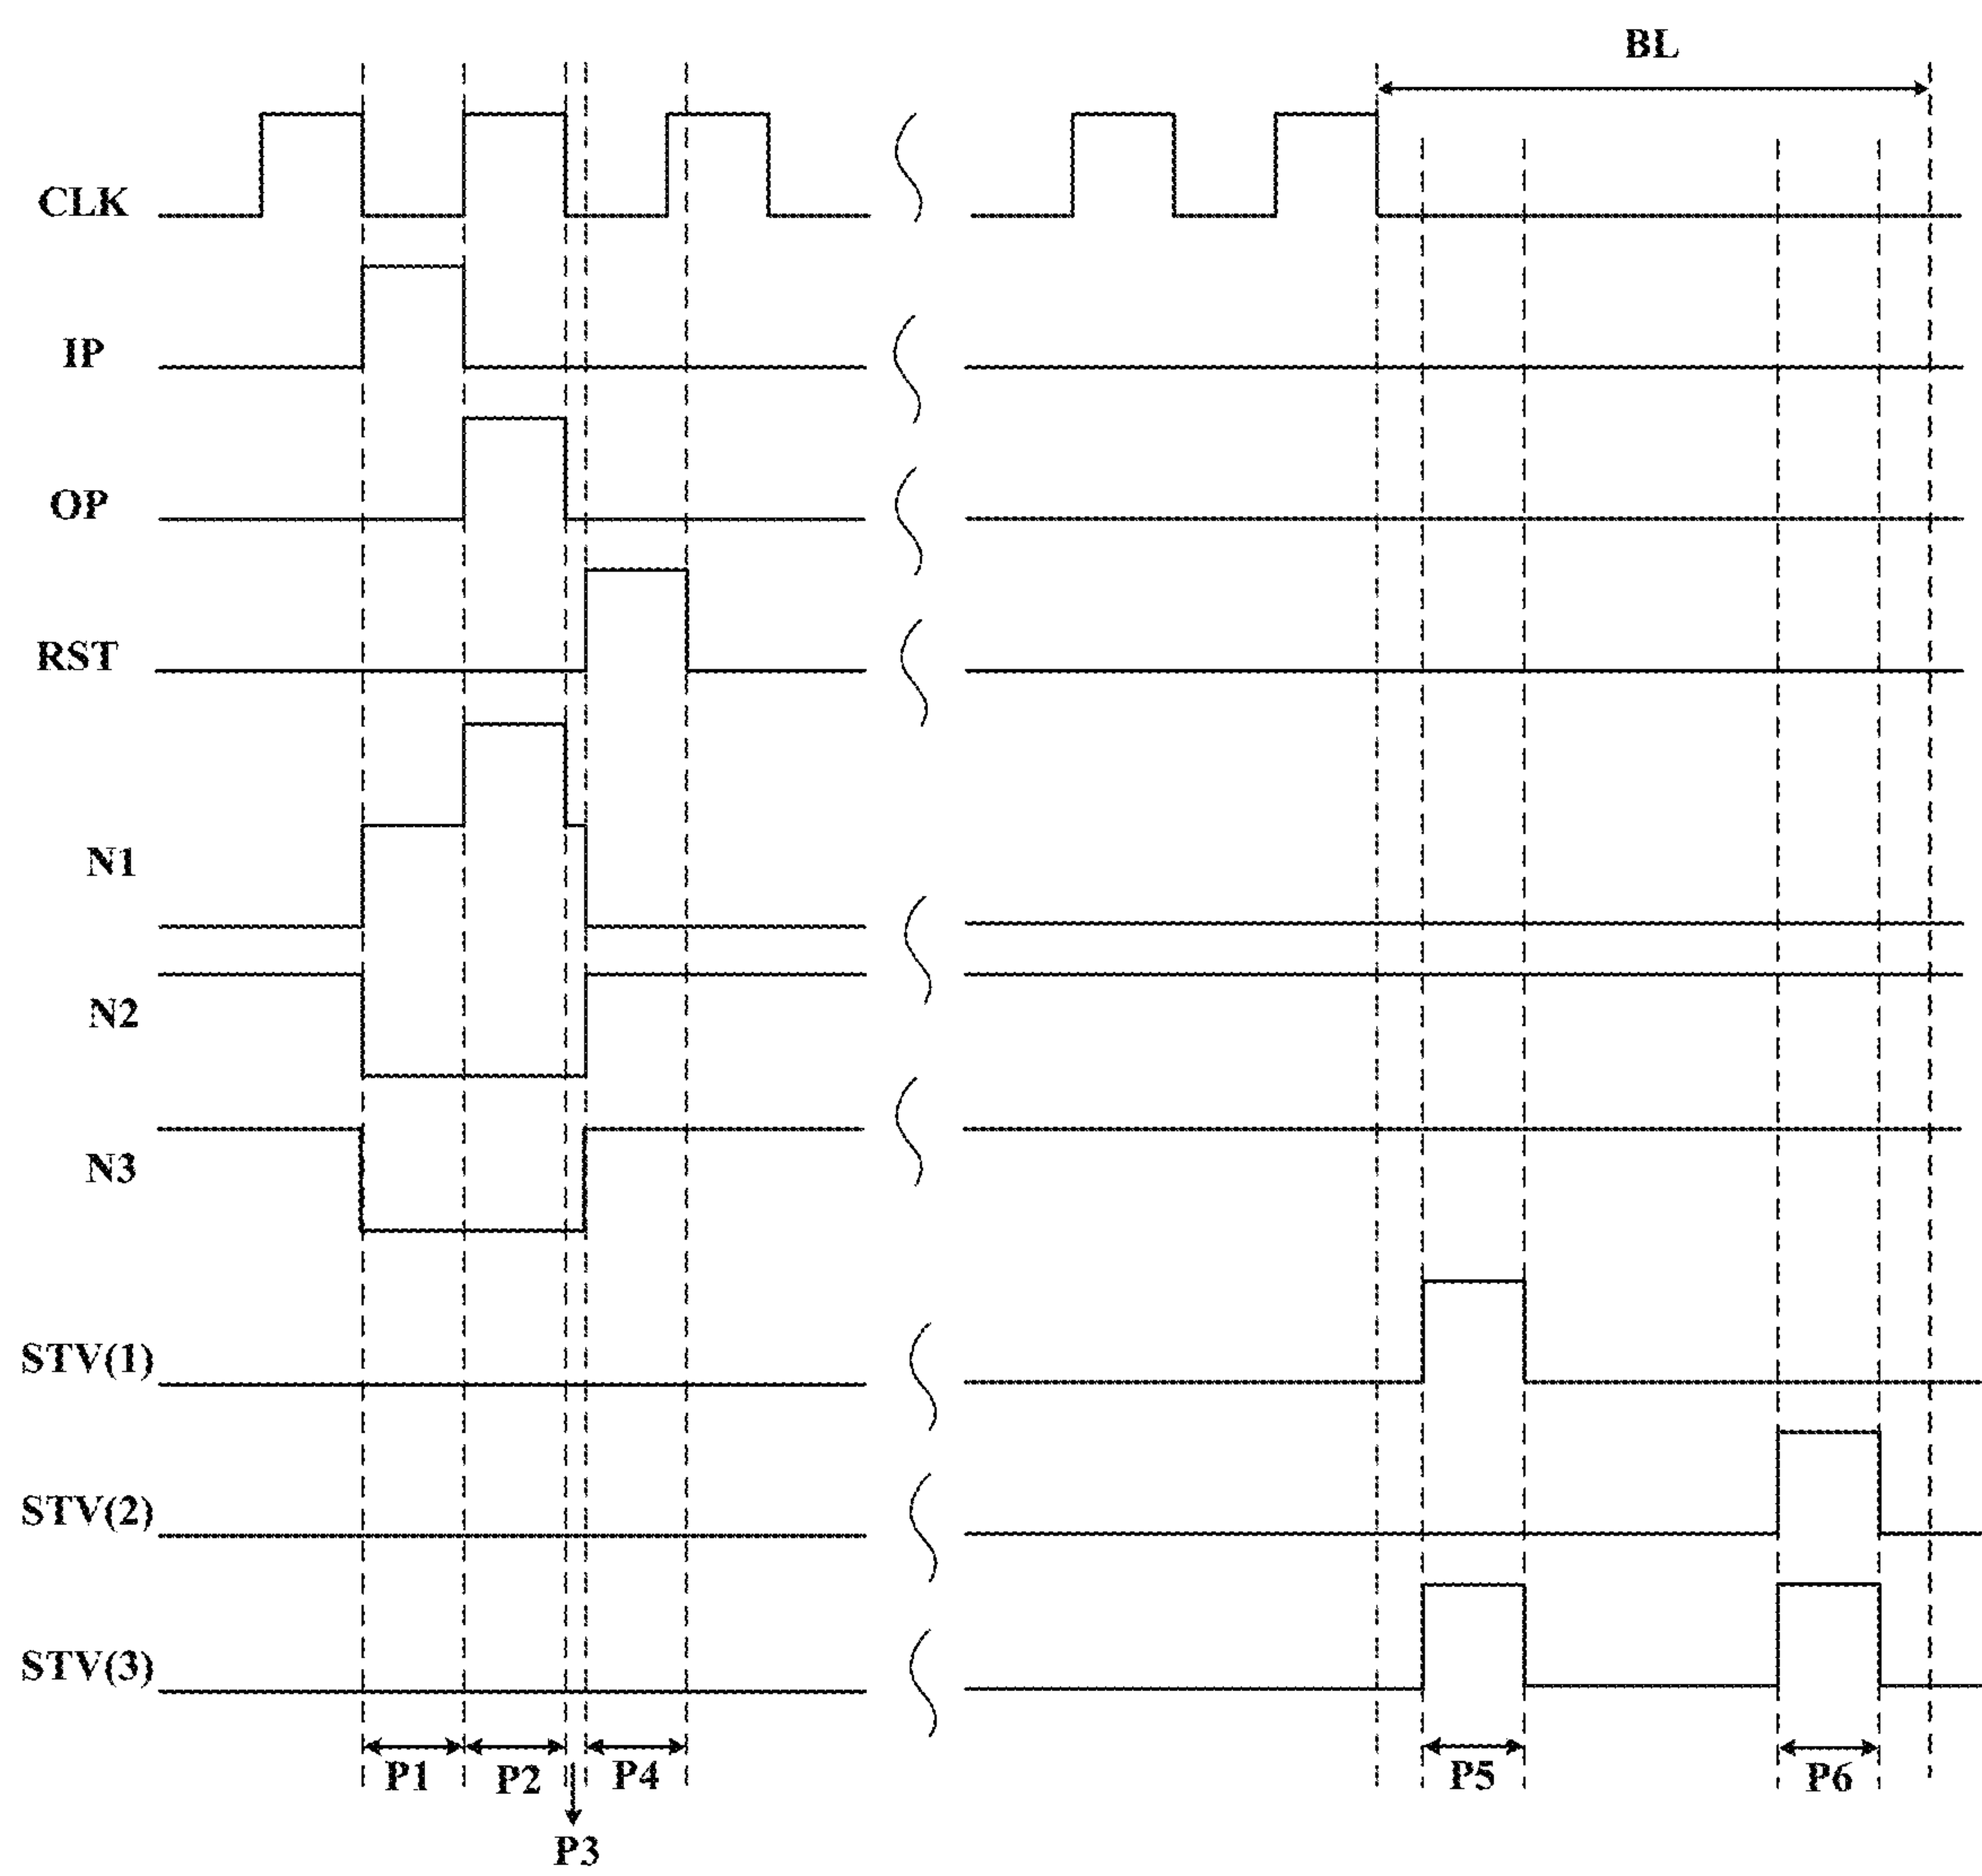 BL
CLK
IP
OP
RST
N1
N2
N3
STV(1)
STV(2)
STV(3)
P1
P2
P4
P5
P6
P3